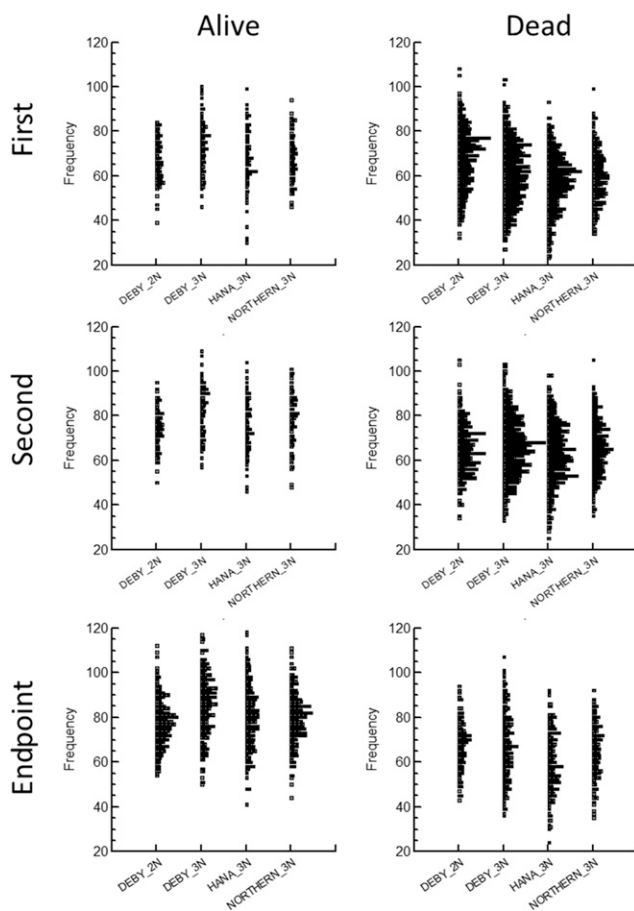 Alive
Dead
First
Frequency
120
100
80
60
40
20
DEBY_2N
DEBY_3N
HANA_3N
NORTHERN_3N
Frequency
120
100
80
60
40
20
DEBY_2N
DEBY_3N
HANA_3N
NORTHERN_3N
Second
Frequency
120
100
80
60
40
20
DEBY_2N
DEBY_3N
HANA_3N
NORTHERN_3N
Frequency
120
100
80
60
40
20
DEBY_2N
DEBY_3N
HANA_3N
NORTHERN_3N
Endpoint
Frequency
120
100
80
60
40
20
DEBY_2N
DEBY_3N
HANA_3N
NORTHERN_3N
Frequency
120
100
80
60
40
20
DEBY_2N
DEBY_3N
HANA_3N
NORTHERN_3N